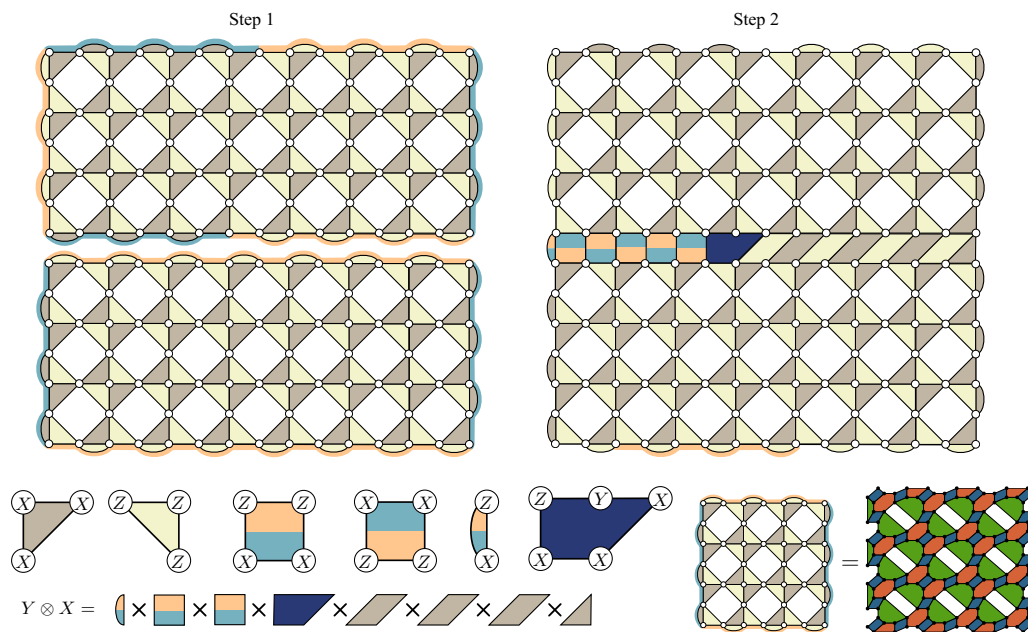 Step 1
Step 2
X X Z Z Z Z X X Z Z Y X
X Z X X Z Z X X X
Y ⊗ X = × × × × × × × ×
=